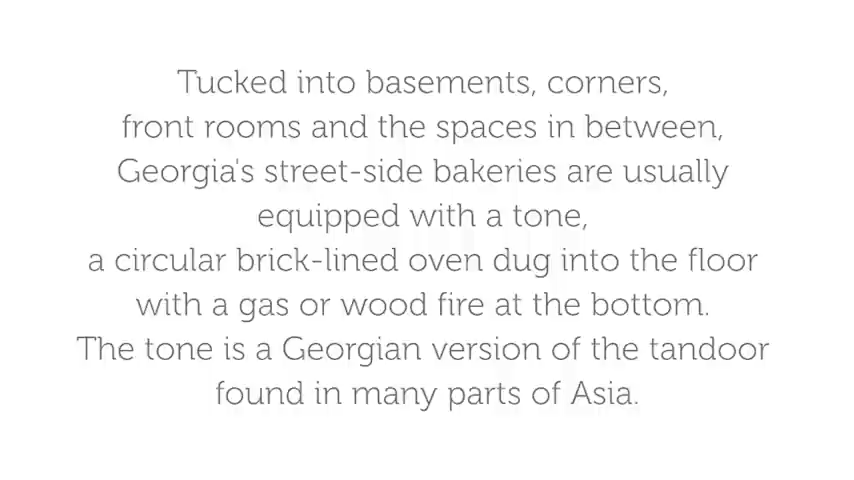 Tucked into basements, corners,
front rooms and the spaces in between,
Georgia's street-side bakeries are usually
equipped with a tone,
a circular brick-lined oven dug into the floor
with a gas or wood fire at the bottom.
The tone is a Georgian version of the tandoor
found in many parts of Asia.